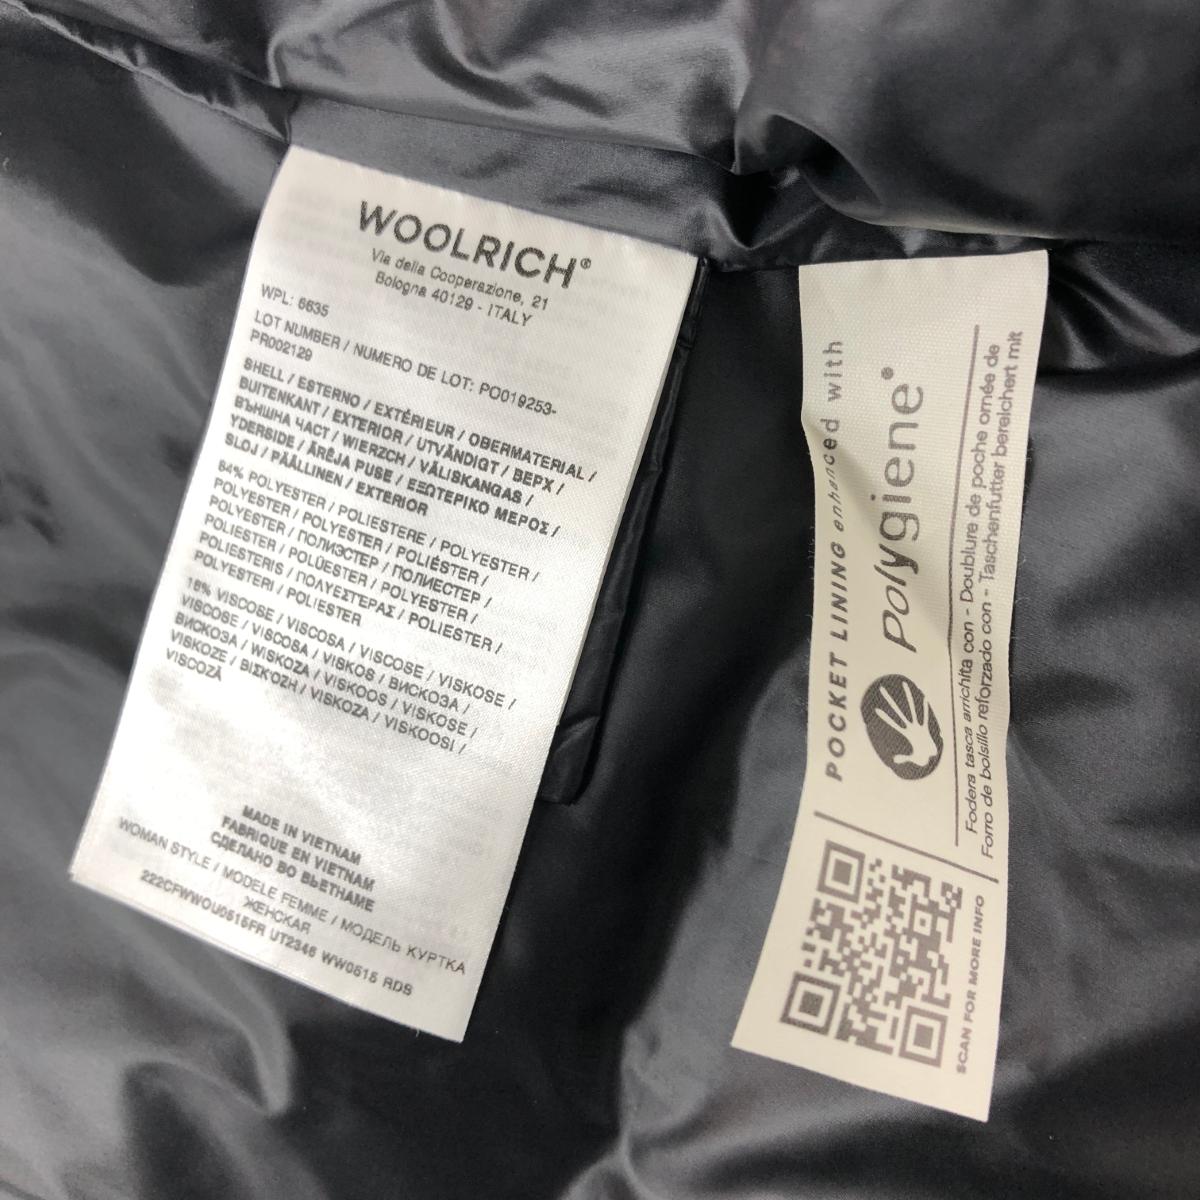 WOOLRICH®
Via della Cooperazione, 21
Bologna 40129 - ITALY
WPL: 6635
LOT NUMBER / NUMERO DE LOT: PO019253-
PR002129
SHELL / ESTERNO / EXTÉRIEUR / OBERMATERIAL /
BUITENKANT / EXTERIOR / UTVÄNDIGT / ВЕРХ /
ВЪНШНА ЧАСТ / WIERZCH / VÄLISKANGAS /
YDERSIDE / ĀRĒJA PUSE / ΕΞΩΤΕΡΙΚΟ ΜΕΡΟΣ /
SLOJ / PÄÄLLINEN / EXTERIOR
84% POLYESTER / POLIESTERE / POLYESTER /
POLYESTER / POLYESTER / POLIÉSTER /
POLYESTER / ПОЛИЭСТЕР / ПОЛИЕСТЕР /
POLIESTER / POLÜESTER / POLYESTER /
POLIESTERIS / ΠΟΛΥΕΣΤΕΡΑΣ / POLIESTER /
POLYESTERI / POLIESTER
16% VISCOSE / VISCOSA / VISCOSE / VISKOSE /
VISCOSE / VISCOSA / VISKOS / ВИСКОЗА /
ВИСКОЗА / WISKOZA / VISKOOS / VISKOSE /
VISKOZE / ΒΙΣΚΌΖΗ / VISKOZA / VISKOOSI /
VISCOZĂ
MADE IN VIETNAM
FABRIQUE EN VIETNAM
СДЕЛАНО ВО ВЬЕТНАМЕ
WOMAN STYLE / MODELE FEMME / МОДЕЛЬ КУРТКА
ЖЕНСКАЯ
222CFWWOU0515FR UT2346 WW0515 RDS
POCKET LINING enhanced with
Polygiene®
Fodera tasca arrichita con - Doublure de poche ornée de
Forro de bolsillo reforzado con - Taschenfutter bereichert mit
SCAN FOR MORE INFO